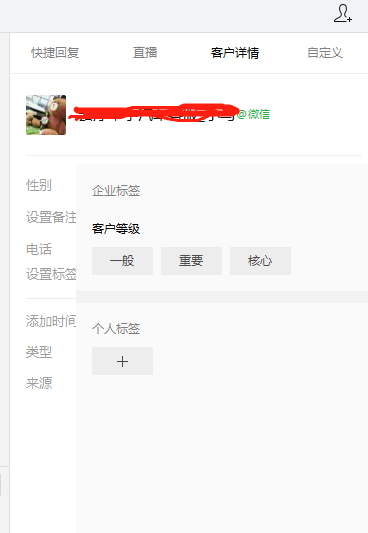 快捷回复 直播 客户详情 自定义
@微信
性别
企业标签
设置备注
客户等级
电话
一般 重要 核心
设置标签
添加时间
个人标签
类型
+
来源